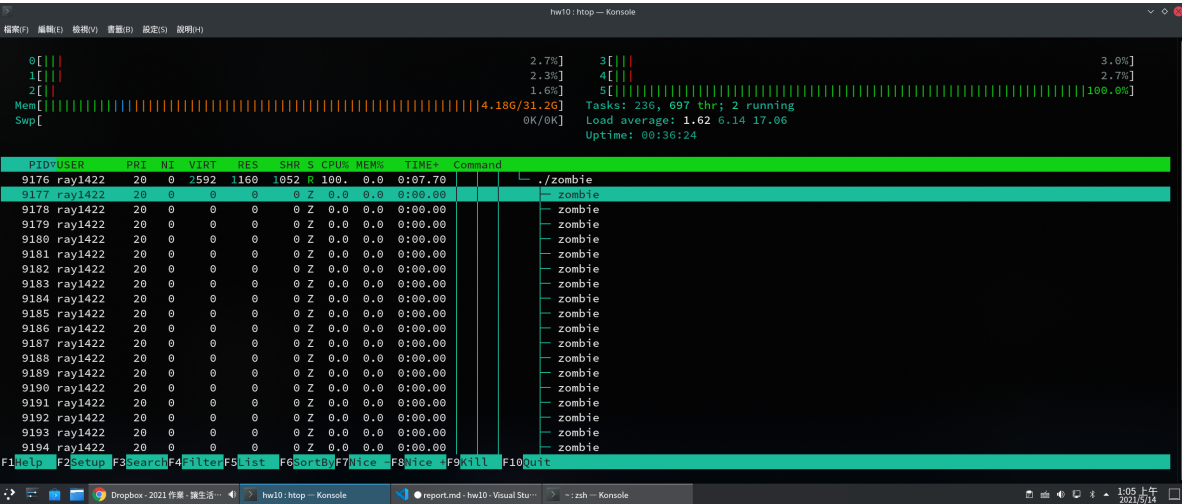 hw10 : htop — Konsole
檔案(F) 編輯(E) 檢視(V) 書籤(B) 設定(S) 說明(H)
0[||| 2.7%] 3[||| 3.0%]
1[||| 2.3%] 4[||| 2.7%]
2[|| 1.6%] 5[||||||||||||||||||||||||||||||||||||||||||||||||||||||100.0%]
Mem[||||||||||||||||||||||||||||||||||||||||||||||||||4.18G/31.2G] Tasks: 236, 697 thr; 2 running
Swp[ 0K/0K] Load average: 1.62 6.14 17.06
Uptime: 00:36:24
PID▽USER PRI NI VIRT RES SHR S CPU% MEM% TIME+ Command
9176 ray1422 20 0 2592 1160 1052 R 100. 0.0 0:07.70 │ │ │ └─ ./zombie
9177 ray1422 20 0 0 0 0 Z 0.0 0.0 0:00.00 │ │ │ ├─ zombie
9178 ray1422 20 0 0 0 0 Z 0.0 0.0 0:00.00 │ │ │ ├─ zombie
9179 ray1422 20 0 0 0 0 Z 0.0 0.0 0:00.00 │ │ │ ├─ zombie
9180 ray1422 20 0 0 0 0 Z 0.0 0.0 0:00.00 │ │ │ ├─ zombie
9181 ray1422 20 0 0 0 0 Z 0.0 0.0 0:00.00 │ │ │ ├─ zombie
9182 ray1422 20 0 0 0 0 Z 0.0 0.0 0:00.00 │ │ │ ├─ zombie
9183 ray1422 20 0 0 0 0 Z 0.0 0.0 0:00.00 │ │ │ ├─ zombie
9184 ray1422 20 0 0 0 0 Z 0.0 0.0 0:00.00 │ │ │ ├─ zombie
9185 ray1422 20 0 0 0 0 Z 0.0 0.0 0:00.00 │ │ │ ├─ zombie
9186 ray1422 20 0 0 0 0 Z 0.0 0.0 0:00.00 │ │ │ ├─ zombie
9187 ray1422 20 0 0 0 0 Z 0.0 0.0 0:00.00 │ │ │ ├─ zombie
9188 ray1422 20 0 0 0 0 Z 0.0 0.0 0:00.00 │ │ │ ├─ zombie
9189 ray1422 20 0 0 0 0 Z 0.0 0.0 0:00.00 │ │ │ ├─ zombie
9190 ray1422 20 0 0 0 0 Z 0.0 0.0 0:00.00 │ │ │ ├─ zombie
9191 ray1422 20 0 0 0 0 Z 0.0 0.0 0:00.00 │ │ │ ├─ zombie
9192 ray1422 20 0 0 0 0 Z 0.0 0.0 0:00.00 │ │ │ ├─ zombie
9193 ray1422 20 0 0 0 0 Z 0.0 0.0 0:00.00 │ │ │ ├─ zombie
9194 ray1422 20 0 0 0 0 Z 0.0 0.0 0:00.00 │ │ │ ├─ zombie
F1Help F2Setup F3SearchF4FilterF5List F6SortByF7Nice -F8Nice +F9Kill F10Quit
Dropbox - 2021 作業 - 讓生活··· hw10 : htop — Konsole ● report.md - hw10 - Visual Stu··· ~ : zsh — Konsole 1:05 上午
2021/5/14